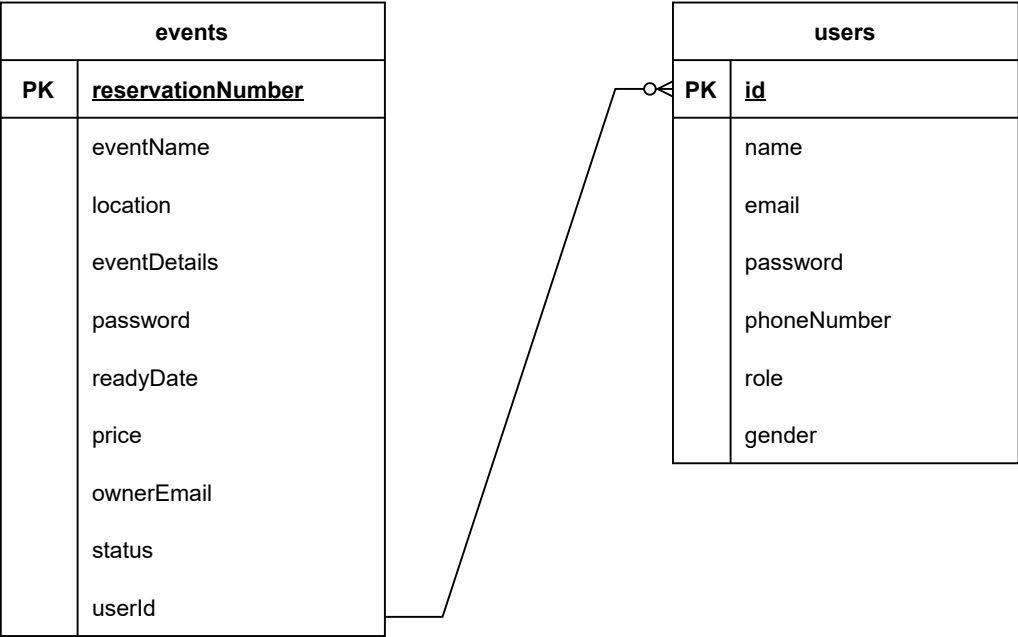 events
PK reservationNumber
eventName
location
eventDetails
password
readyDate
price
ownerEmail
status
userId
users
PK id
name
email
password
phoneNumber
role
gender